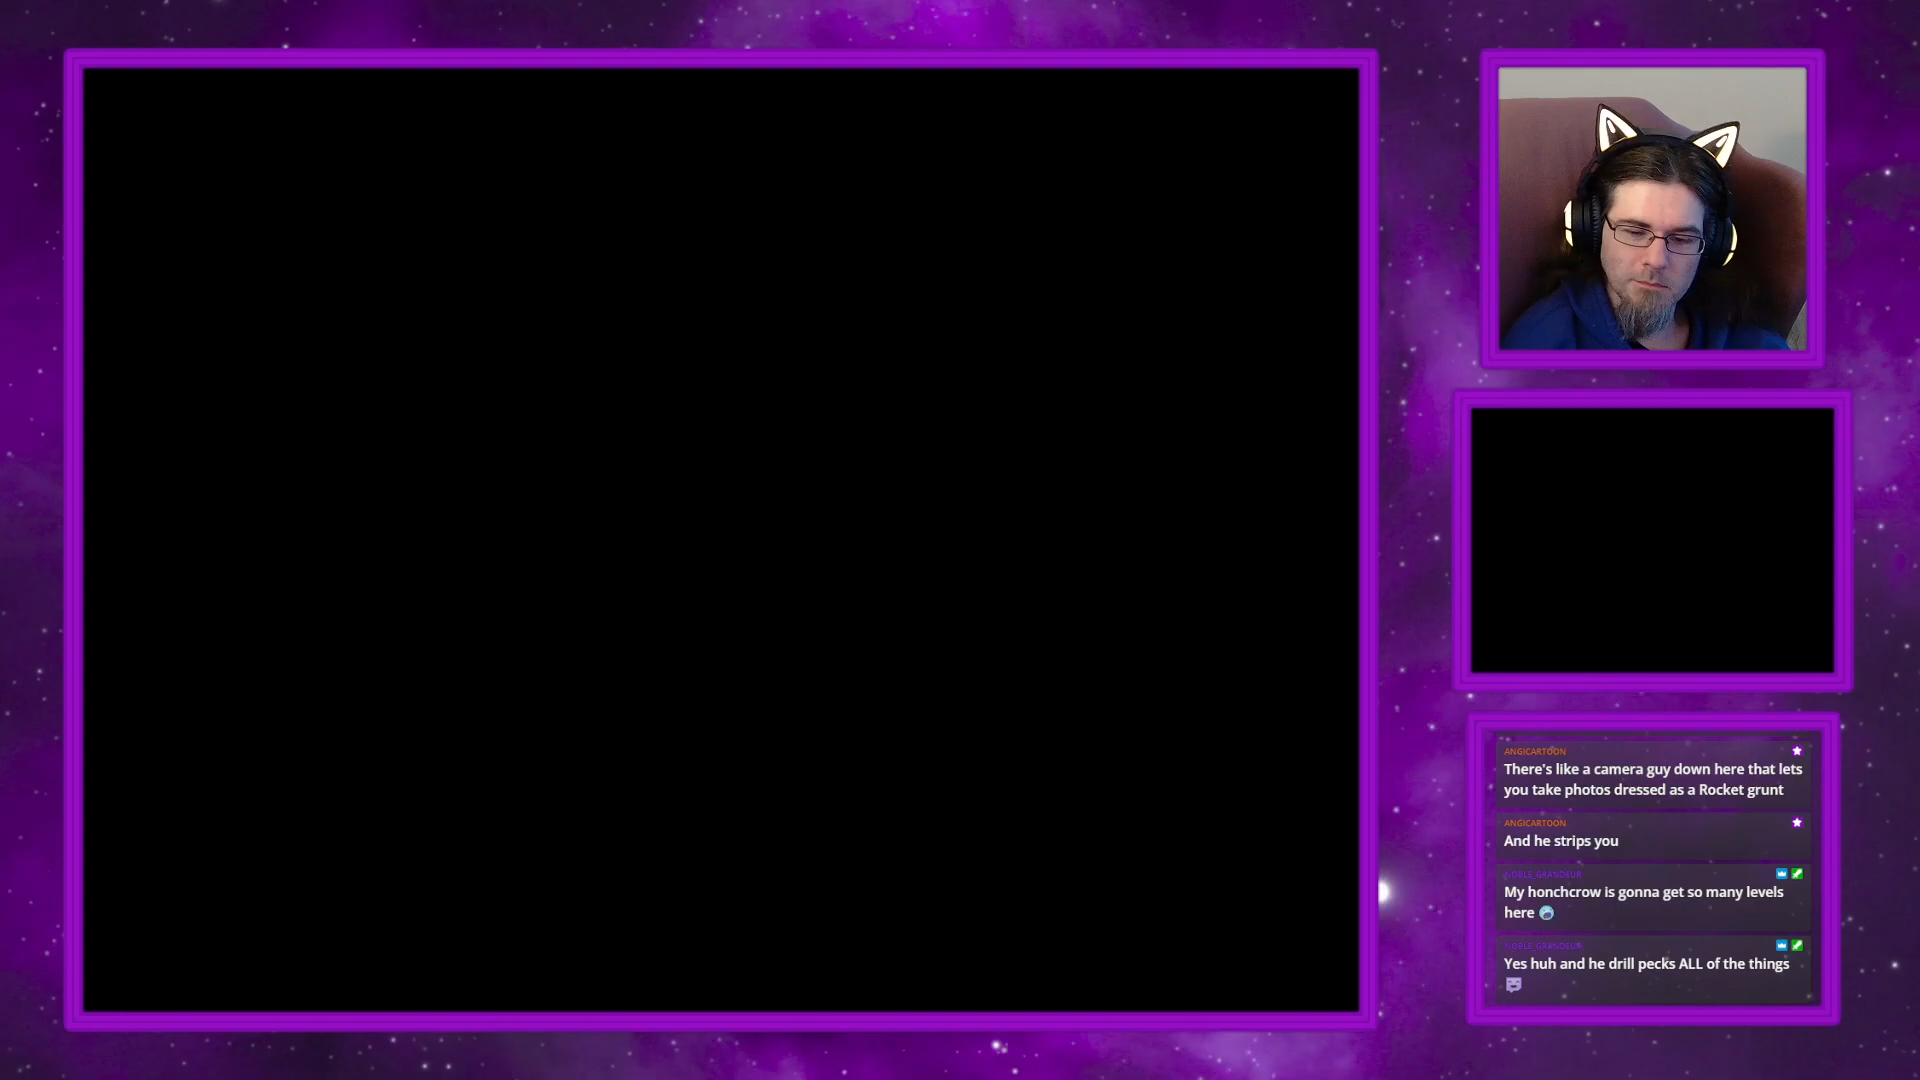 ANGICARTOON
There's like a camera guy down here that lets
you take photos dressed as a Rocket grunt
ANGICARTOON
And he strips you
NOBLE_GRANDEUR
My honchcrow is gonna get so many levels
here
NOBLE_GRANDEUR
Yes huh and he drill pecks ALL of the things